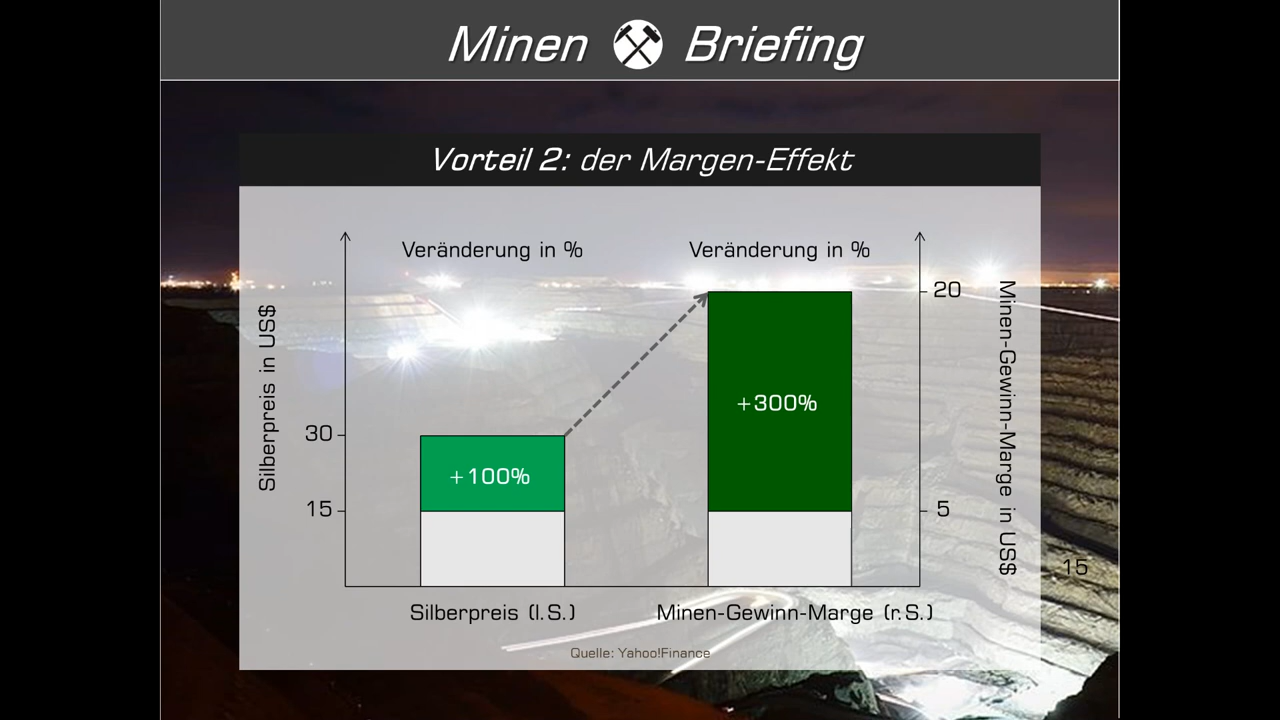 Minen Briefing
Vorteil 2: der Margen-Effekt
Veränderung in %
Veränderung in %
Silberpreis in US$
30
15
+100%
+300%
20
5
Minen-Gewinn-Marge in US$
15
Silberpreis (l.S.)
Minen-Gewinn-Marge (r.S.)
Quelle: Yahoo!Finance